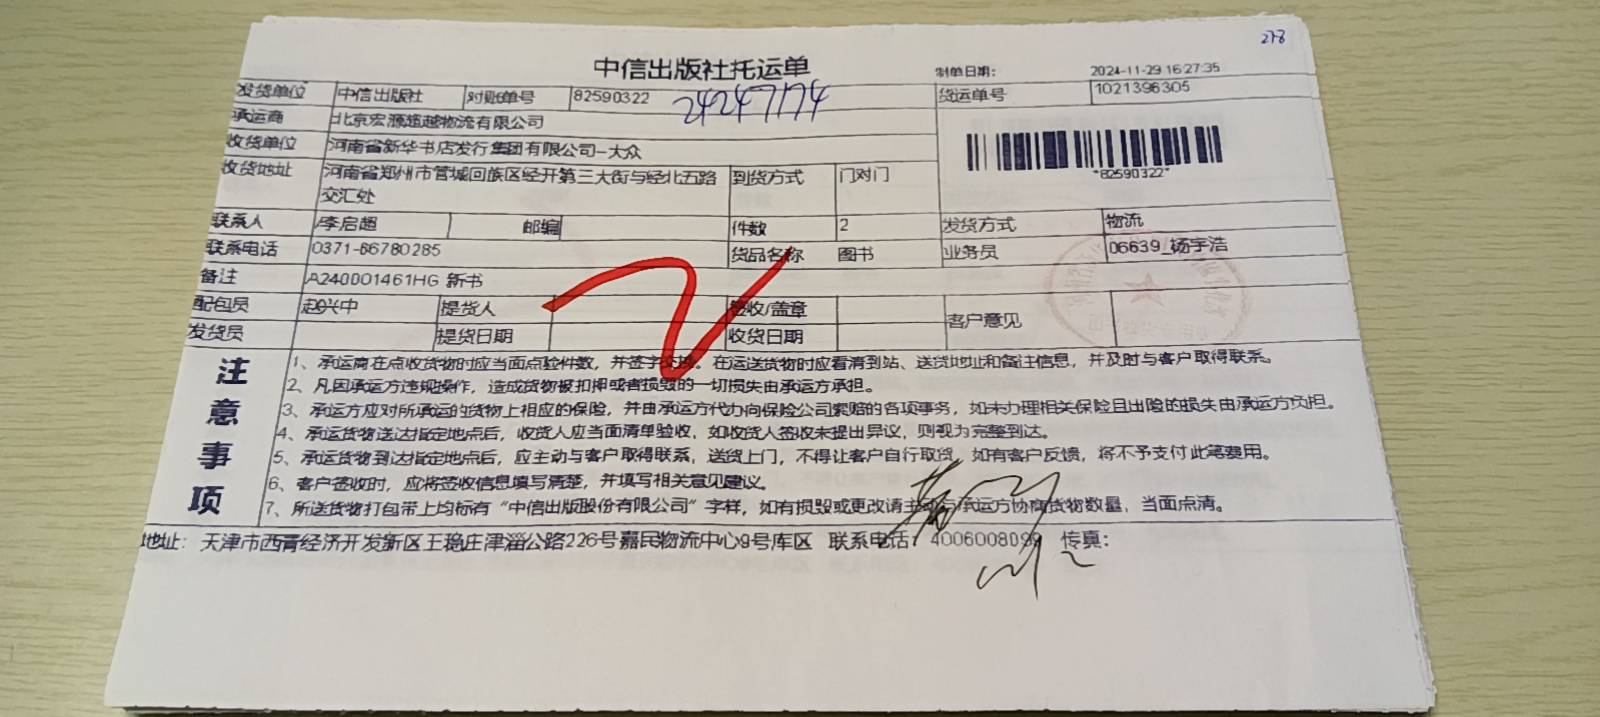 278
中信出版社托运单
制单日期: 2024-11-29 16:27:35
发货单位 中信出版社 对账单号 82590322 24247174 货运单号 1021396305
承运商 北京宏源超越物流有限公司
收货单位 河南省新华书店发行集团有限公司-大众
*82590322*
收货地址 河南省郑州市管城回族区经开第三大街与经北五路 到货方式 门对门
交汇处
联系人 李启超 邮编 件数 2 发货方式 物流
联系电话 0371-86780285 货品名称 图书 业务员 06639_杨宇浩
备注 A240001461HG 新书
配包员 赵兴中 提货人 签收/盖章 客户意见
发货员 提货日期 收货日期
注意事项
1、承运商在点收货物时应当面点验件数，并签字交接。在运送货物时应看清到站、送货地址和备注信息，并及时与客户取得联系。
2、凡因承运方违规操作，造成货物被扣押或者损毁的一切损失由承运方承担。
3、承运方应对所承运的货物上相应的保险，并由承运方代办向保险公司索赔的各项事务，如未办理相关保险且出险的损失由承运方负担。
4、承运货物送达指定地点后，收货人应当面清单验收，如收货人签收未提出异议，则视为完整到达。
5、承运货物到达指定地点后，应主动与客户取得联系，送货上门，不得让客户自行取货，如有客户反馈，将不予支付此笔费用。
6、客户签收时，应将签收信息填写清楚，并填写相关意见建议。
7、所送货物打包带上均标有“中信出版股份有限公司”字样，如有损毁或更改请主动与承运方协商货物数量，当面点清。
地址: 天津市西青经济开发新区王稳庄津淄公路226号嘉民物流中心9号库区 联系电话: 4006008099 传真: